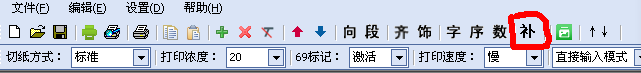 文件(F) 编辑(E) 设置(D) 帮助(H)
向 段 齐 饰 字 序 数 补
切纸方式： 标准 打印浓度： 20 69标记： 激活 打印速度： 慢 直接输入模式